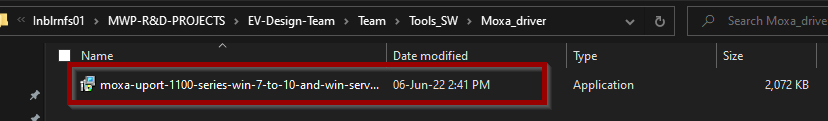 lnblrnfs01 > MWP-R&D-PROJECTS > EV-Design-Team > Team > Tools_SW > Moxa_driver
Search Moxa_drive
Name Date modified Type Size
moxa-uport-1100-series-win-7-to-10-and-win-serv... 06-Jun-22 2:41 PM Application 2,072 KB